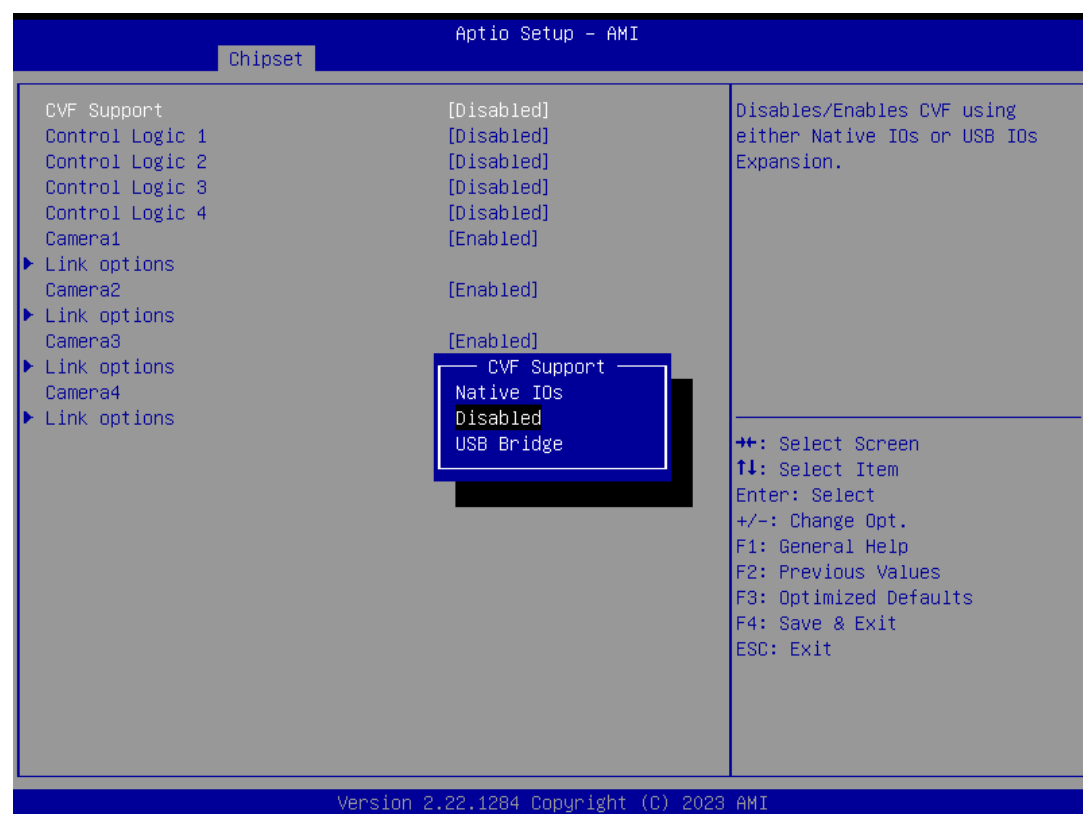 Aptio Setup – AMI
Chipset
CVF Support [Disabled]
Control Logic 1 [Disabled]
Control Logic 2 [Disabled]
Control Logic 3 [Disabled]
Control Logic 4 [Disabled]
Camera1 [Enabled]
Link options
Camera2 [Enabled]
Link options
Camera3 [Enabled]
Link options
Camera4
Link options
CVF Support
Native IOs
Disabled
USB Bridge
Disables/Enables CVF using
either Native IOs or USB IOs
Expansion.
→←: Select Screen
↑↓: Select Item
Enter: Select
+/-: Change Opt.
F1: General Help
F2: Previous Values
F3: Optimized Defaults
F4: Save & Exit
ESC: Exit
Version 2.22.1284 Copyright (C) 2023 AMI